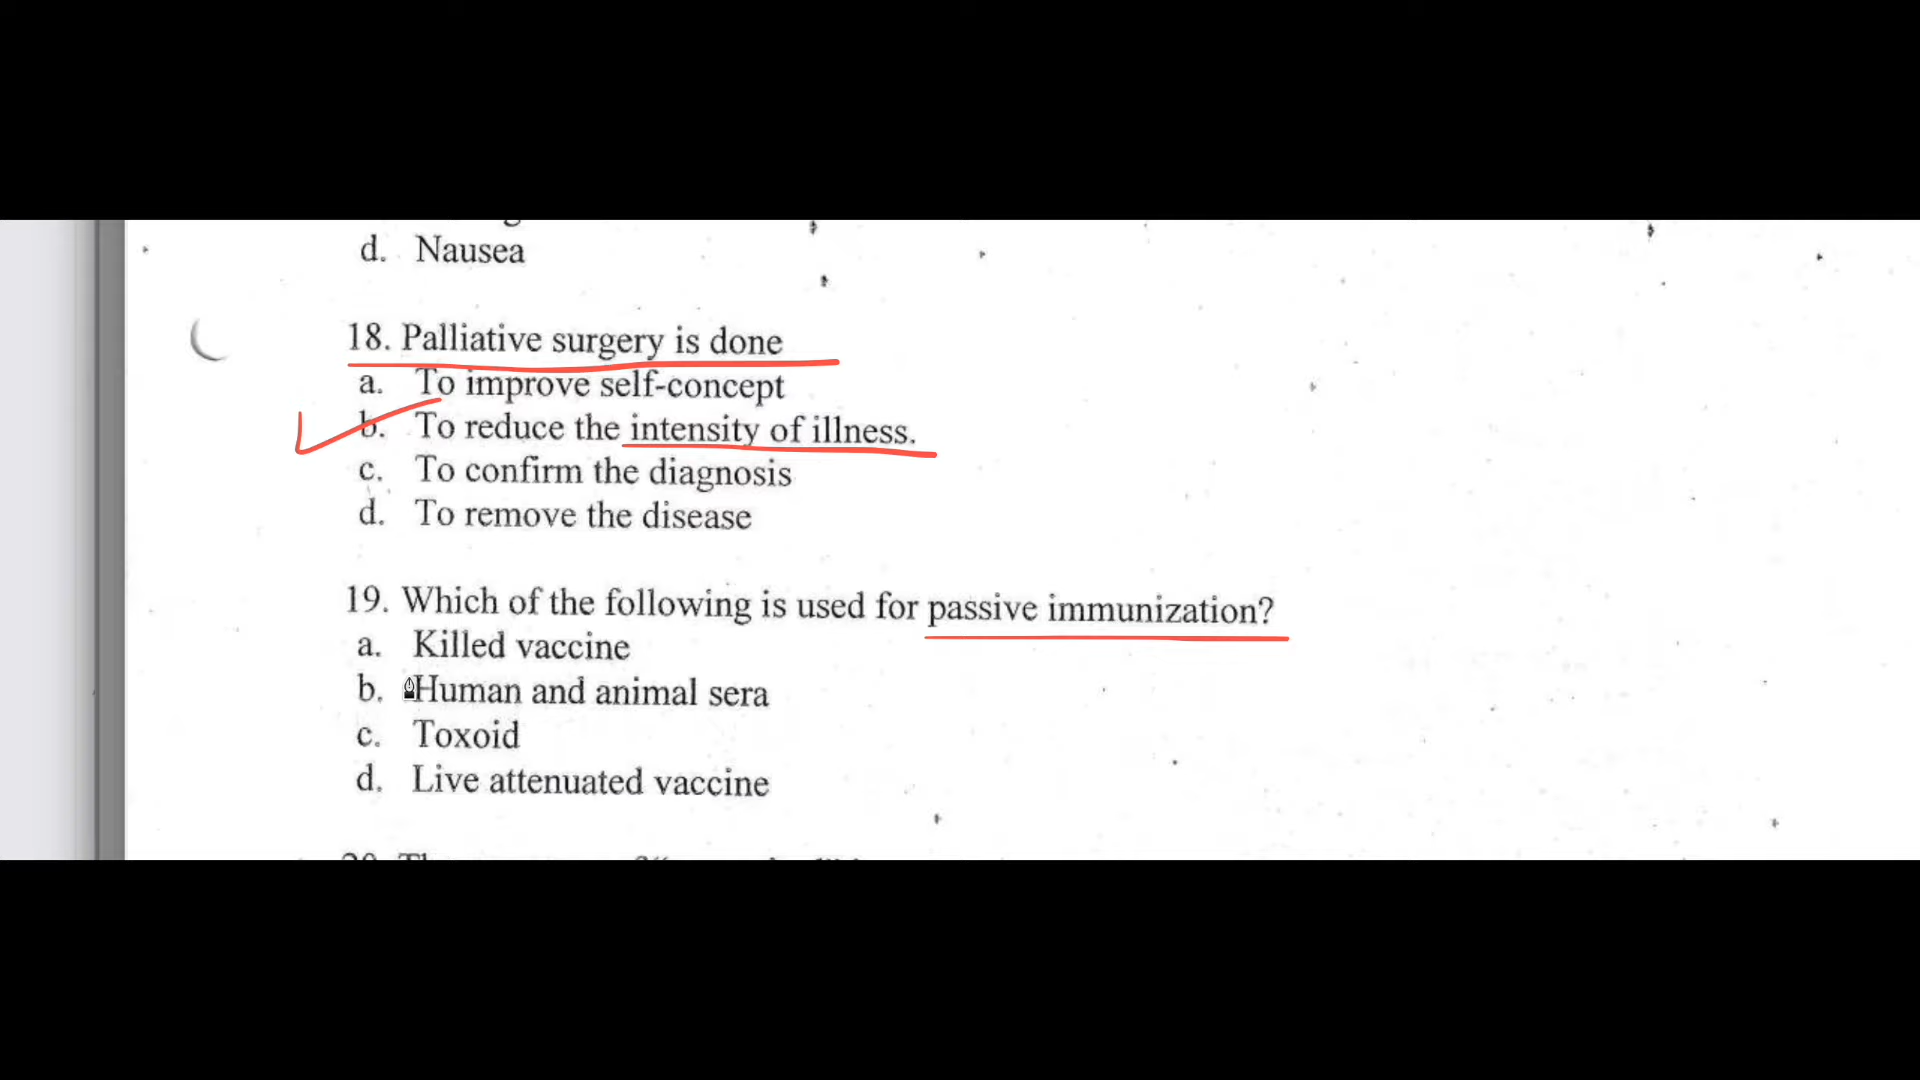 d. Nausea
18. Palliative surgery is done
a. To improve self-concept
b. To reduce the intensity of illness.
c. To confirm the diagnosis
d. To remove the disease
19. Which of the following is used for passive immunization?
a. Killed vaccine
b. Human and animal sera
c. Toxoid
d. Live attenuated vaccine